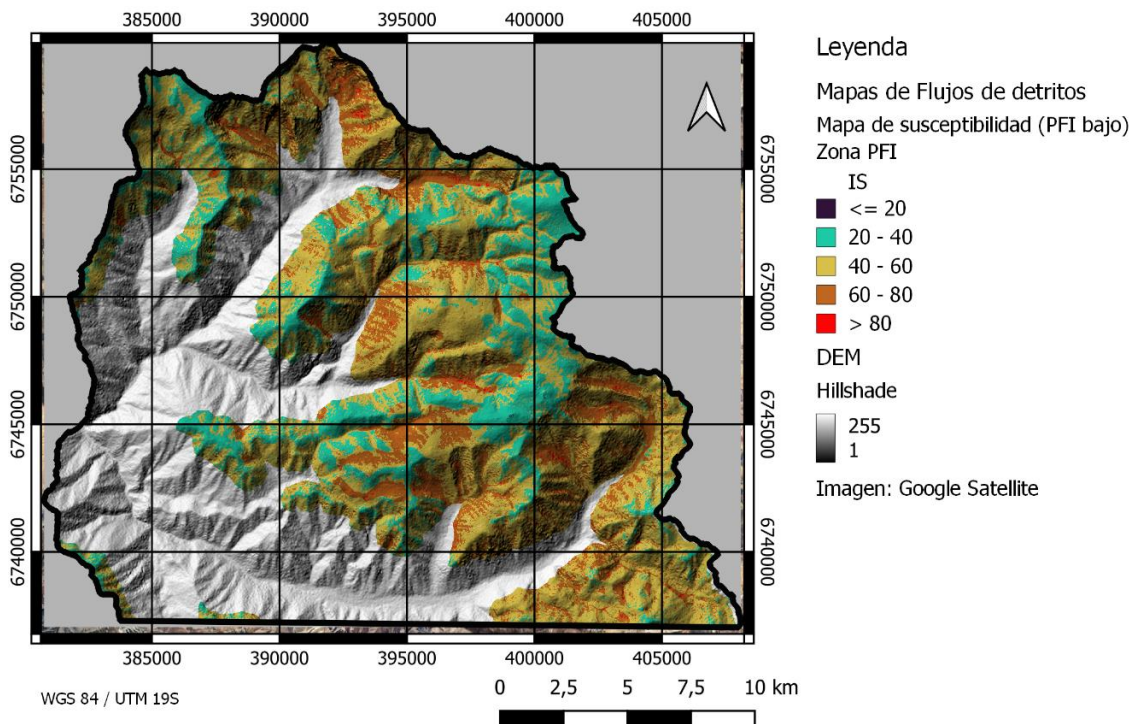 385000 390000 395000 400000 405000
Leyenda
Mapas de Flujos de detritos
Mapa de susceptibilidad (PFI bajo)
Zona PFI
IS
<= 20
20 - 40
40 - 60
60 - 80
> 80
DEM
Hillshade
255
1
Imagen: Google Satellite
6755000 6755000
6750000 6750000
6745000 6745000
6740000 6740000
385000 390000 395000 400000 405000
WGS 84 / UTM 19S
0 2,5 5 7,5 10 km